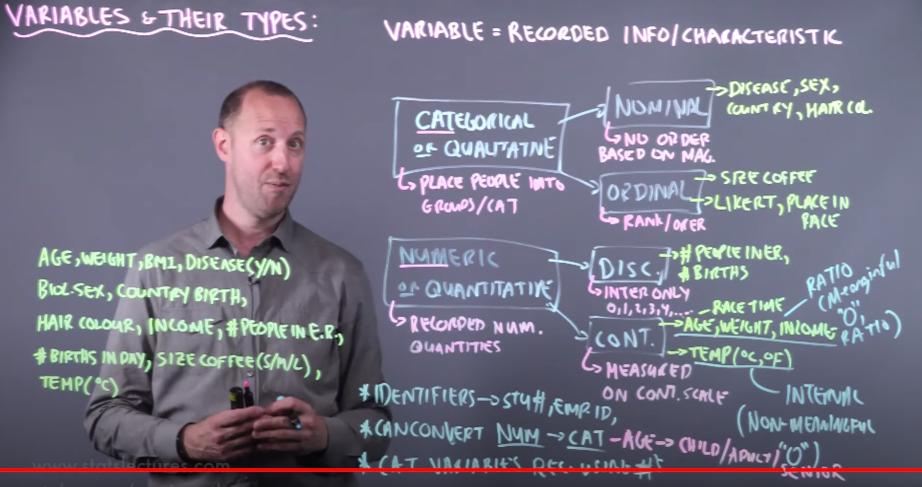 VARIABLES & THEIR TYPES:
VARIABLE = RECORDED INFO/CHARACTERISTIC
CATEGORICAL
OR QUALITATIVE
PLACE PEOPLE INTO
GROUPS/CAT
NOMINAL
DISEASE, SEX,
COUNTRY, HAIR COL.
NO ORDER
BASED ON MAG.
ORDINAL
SIZE COFFEE
LIKERT, PLACE IN
RACE
RANK/ORER
NUMERIC
OR QUANTITATIVE
RECORDED NUM.
QUANTITIES
DISC.
# PEOPLE IN ER,
# BIRTHS
INTER ONLY
0,1,2,3,4,....
CONT.
RACE TIME
AGE, WEIGHT, INCOME
RATIO
(Meaningful
"0",
RATIO)
TEMP(°C,°F)
INTERVAL
(NON-MEANINGFUL
"0")
MEASURED
ON CONT. SCALE
AGE, WEIGHT, BMI, DISEASE(Y/N)
BIOL. SEX, COUNTRY BIRTH,
HAIR COLOUR, INCOME, #PEOPLE IN E.R.,
#BIRTHS IN DAY, SIZE COFFEE(S/M/L),
TEMP(°C)
*IDENTIFIERS → STU#, EMP. ID,
*CAN CONVERT NUM → CAT - AGE → CHILD/ADULT/
SENIOR
* CAT VARIABLES
www.statslectures.com